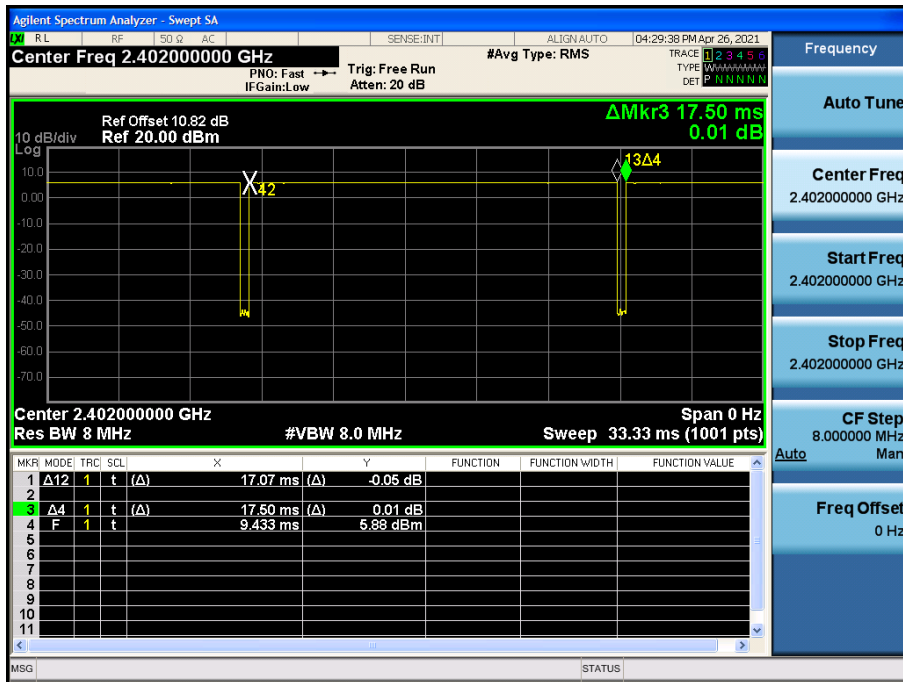 Agilent Spectrum Analyzer - Swept SA
LXI RL RF 50 Ω AC SENSE:INT ALIGN AUTO 04:29:38 PM Apr 26, 2021
Center Freq 2.402000000 GHz
PNO: Fast
IFGain:Low
Trig: Free Run
Atten: 20 dB
#Avg Type: RMS
TRACE 1 2 3 4 5 6
TYPE
DET P N N N N N
Frequency
Auto Tune
Center Freq
2.402000000 GHz
Start Freq
2.402000000 GHz
Stop Freq
2.402000000 GHz
CF Step
8.000000 MHz
Auto Man
Freq Offset
0 Hz
ΔMkr3 17.50 ms
0.01 dB
Ref Offset 10.82 dB
10 dB/div Ref 20.00 dBm
Log
10.0
0.00
-10.0
-20.0
-30.0
-40.0
-50.0
-60.0
-70.0
X42
13Δ4
Center 2.402000000 GHz Span 0 Hz
Res BW 8 MHz #VBW 8.0 MHz Sweep 33.33 ms (1001 pts)
MKR MODE TRC SCL X Y FUNCTION FUNCTION WIDTH FUNCTION VALUE
1 Δ12 1 t (Δ) 17.07 ms (Δ) -0.05 dB
2
3 Δ4 1 t (Δ) 17.50 ms (Δ) 0.01 dB
4 F 1 t 9.433 ms 5.88 dBm
5
6
7
8
9
10
11
MSG STATUS